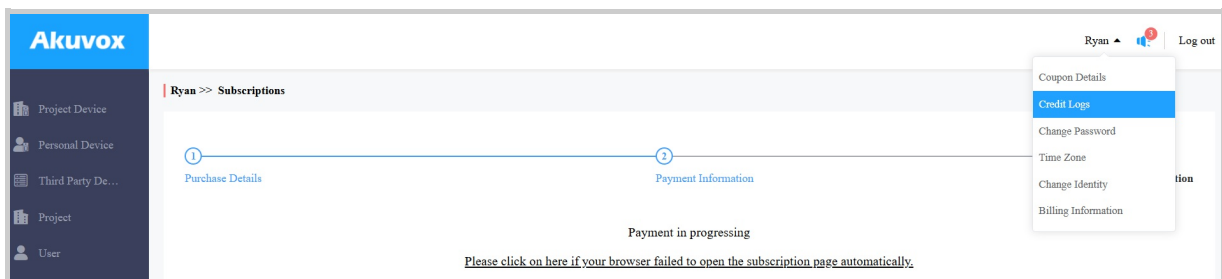 Akuvox
Ryan
3
Log out
Coupon Details
Credit Logs
Change Password
Time Zone
Change Identity
Billing Information
Ryan >> Subscriptions
Project Device
Personal Device
Third Party De...
Project
User
1
Purchase Details
2
Payment Information
tion
Payment in progressing
Please click on here if your browser failed to open the subscription page automatically.